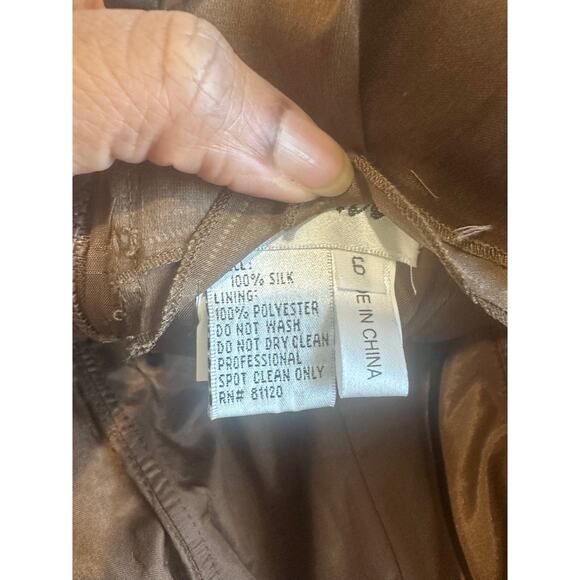 100% SILK
LINING:
100% POLYESTER
DO NOT WASH
DO NOT DRY CLEAN
PROFESSIONAL
SPOT CLEAN ONLY
RN# 81120
IN CHINA